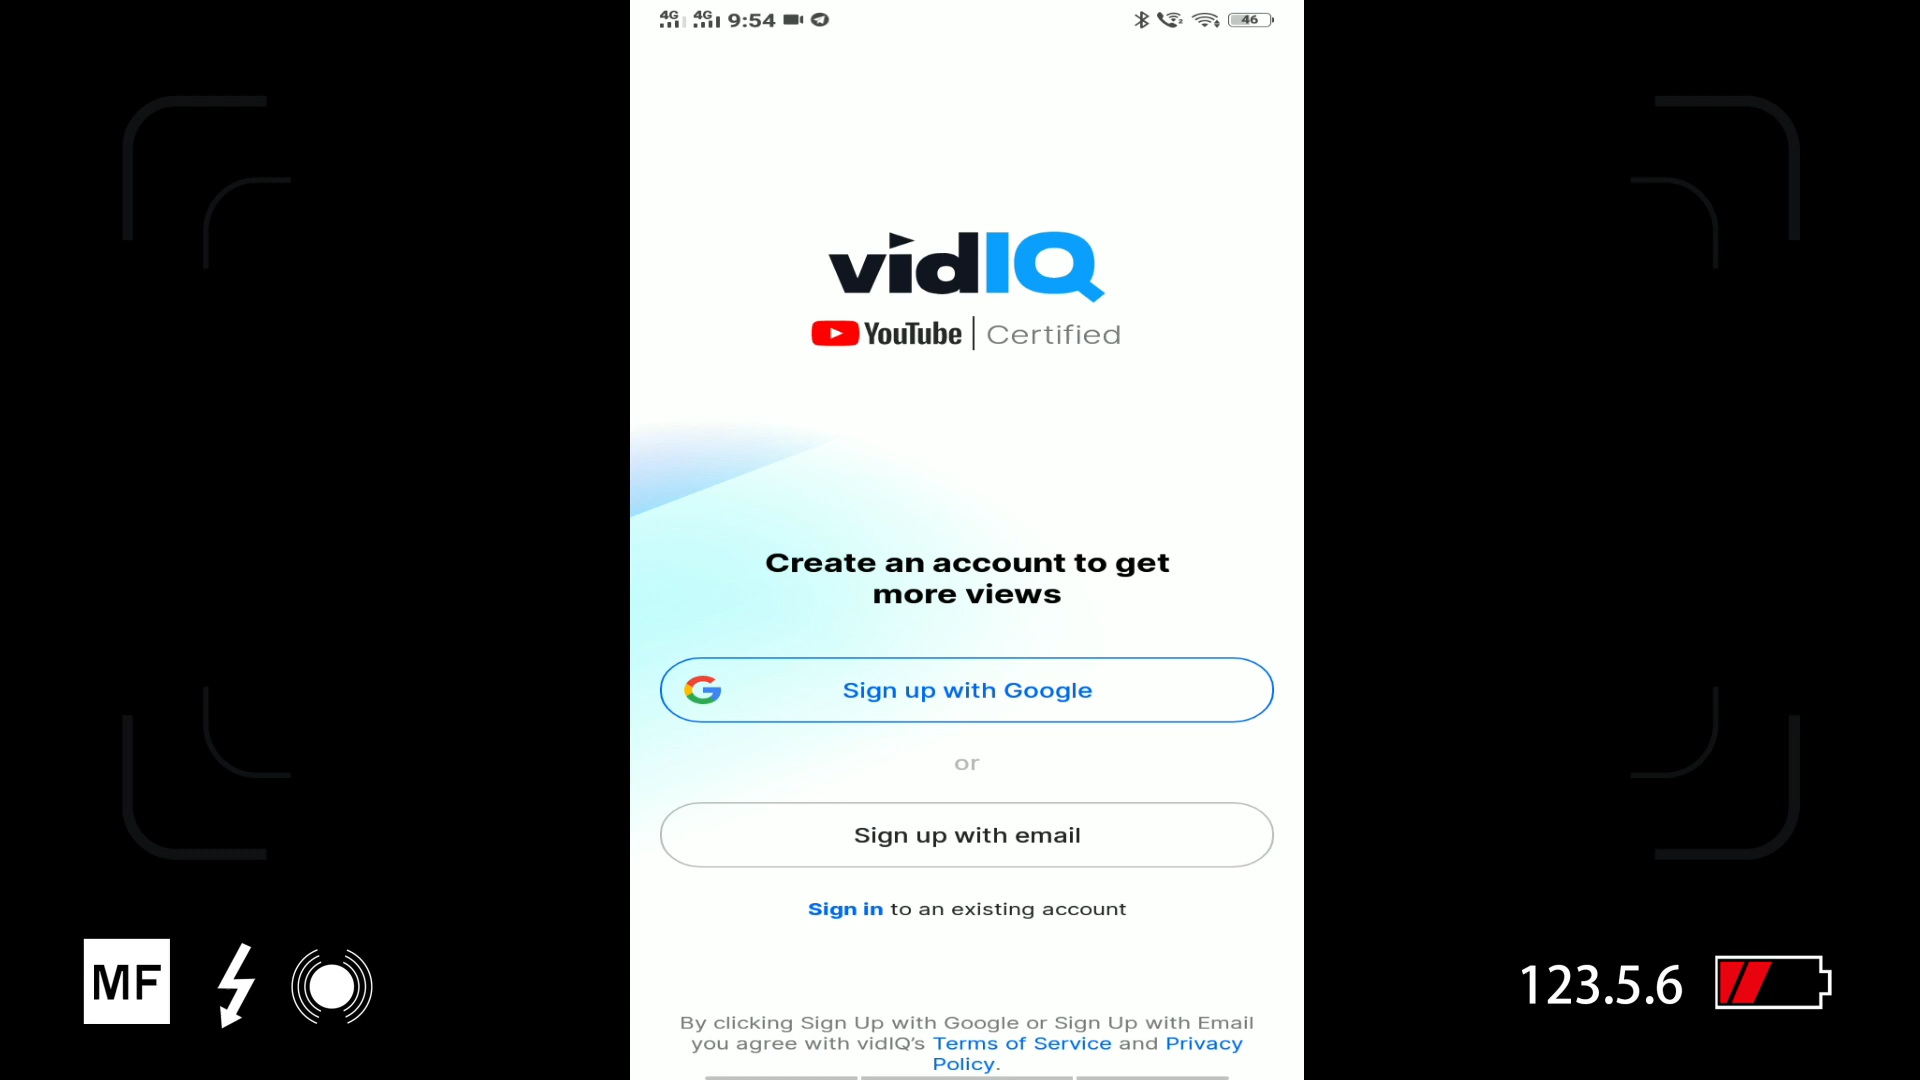 4G 4G 9:54 46
vidIQ
YouTube | Certified
Create an account to get
more views
Sign up with Google
or
Sign up with email
Sign in to an existing account
By clicking Sign Up with Google or Sign Up with Email
you agree with vidIQ's Terms of Service and Privacy
Policy.
MF
123.5.6